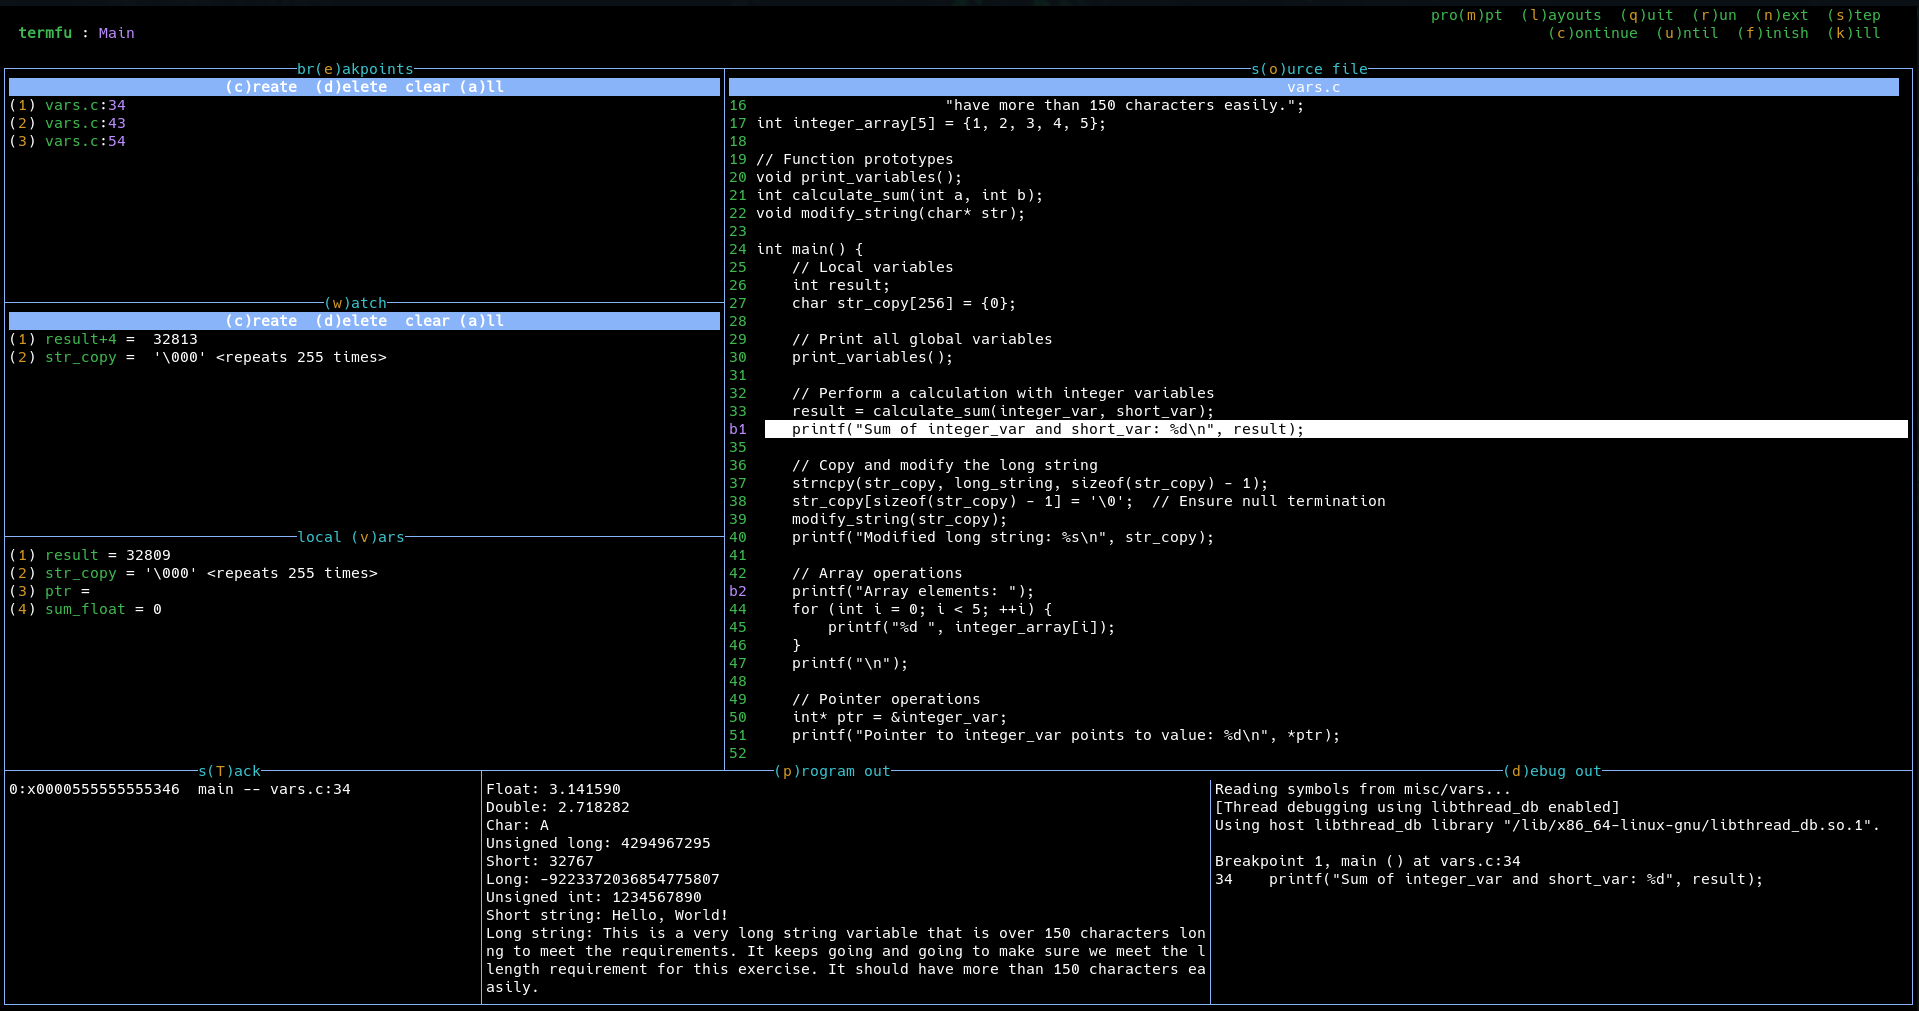 pro(m)pt  (l)ayouts  (q)uit  (r)un  (n)ext  (s)tep
termfu : Main
(c)ontinue  (u)ntil  (f)inish  (k)ill
br(e)akpoints
(c)reate  (d)elete  clear (a)ll
(1) vars.c:34
(2) vars.c:43
(3) vars.c:54
(w)atch
(c)reate  (d)elete  clear (a)ll
(1) result+4 =  32813
(2) str_copy =  '\000' <repeats 255 times>
local (v)ars
(1) result = 32809
(2) str_copy = '\000' <repeats 255 times>
(3) ptr =
(4) sum_float = 0
s(o)urce file
vars.c
16                      "have more than 150 characters easily.";
17 int integer_array[5] = {1, 2, 3, 4, 5};
18
19 // Function prototypes
20 void print_variables();
21 int calculate_sum(int a, int b);
22 void modify_string(char* str);
23
24 int main() {
25     // Local variables
26     int result;
27     char str_copy[256] = {0};
28
29     // Print all global variables
30     print_variables();
31
32     // Perform a calculation with integer variables
33     result = calculate_sum(integer_var, short_var);
b1     printf("Sum of integer_var and short_var: %d\n", result);
35
36     // Copy and modify the long string
37     strncpy(str_copy, long_string, sizeof(str_copy) - 1);
38     str_copy[sizeof(str_copy) - 1] = '\0';  // Ensure null termination
39     modify_string(str_copy);
40     printf("Modified long string: %s\n", str_copy);
41
42     // Array operations
b2     printf("Array elements: ");
44     for (int i = 0; i < 5; ++i) {
45         printf("%d ", integer_array[i]);
46     }
47     printf("\n");
48
49     // Pointer operations
50     int* ptr = &integer_var;
51     printf("Pointer to integer_var points to value: %d\n", *ptr);
52
s(T)ack
0:x0000555555555346  main -- vars.c:34
(p)rogram out
Float: 3.141590
Double: 2.718282
Char: A
Unsigned long: 4294967295
Short: 32767
Long: -9223372036854775807
Unsigned int: 1234567890
Short string: Hello, World!
Long string: This is a very long string variable that is over 150 characters lon
ng to meet the requirements. It keeps going and going to make sure we meet the l
length requirement for this exercise. It should have more than 150 characters ea
asily.
(d)ebug out
Reading symbols from misc/vars...
[Thread debugging using libthread_db enabled]
Using host libthread_db library "/lib/x86_64-linux-gnu/libthread_db.so.1".
Breakpoint 1, main () at vars.c:34
34    printf("Sum of integer_var and short_var: %d", result);